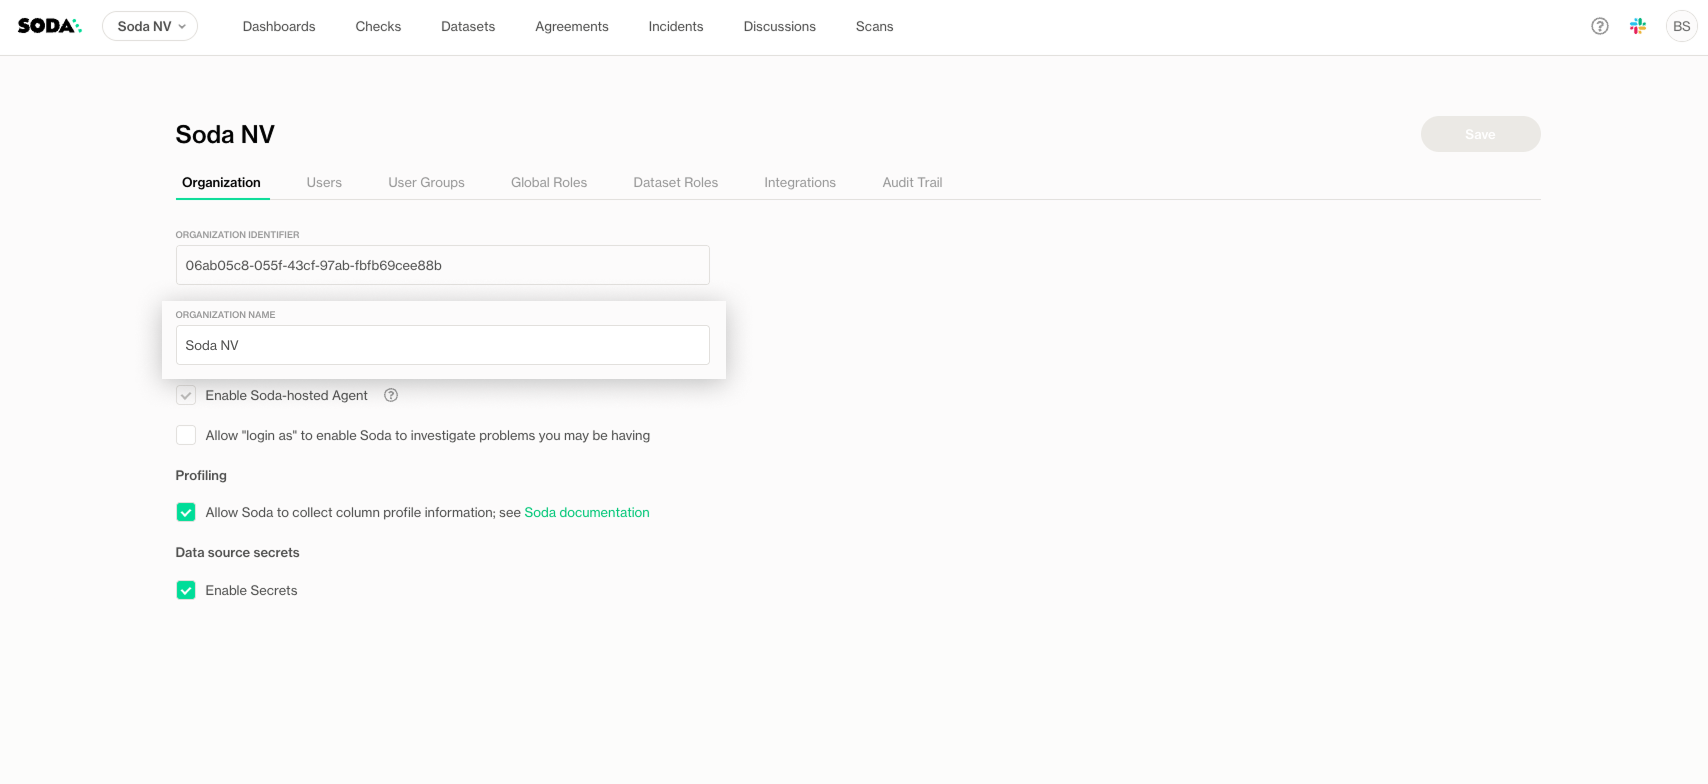 SODA
Soda NV
Dashboards
Checks
Datasets
Agreements
Incidents
Discussions
Scans
BS
Soda NV
Save
Organization
Users
User Groups
Global Roles
Dataset Roles
Integrations
Audit Trail
ORGANIZATION IDENTIFIER
06ab05c8-055f-43cf-97ab-fbfb69cee88b
ORGANIZATION NAME
Soda NV
Enable Soda-hosted Agent
Allow "login as" to enable Soda to investigate problems you may be having
Profiling
Allow Soda to collect column profile information; see Soda documentation
Data source secrets
Enable Secrets